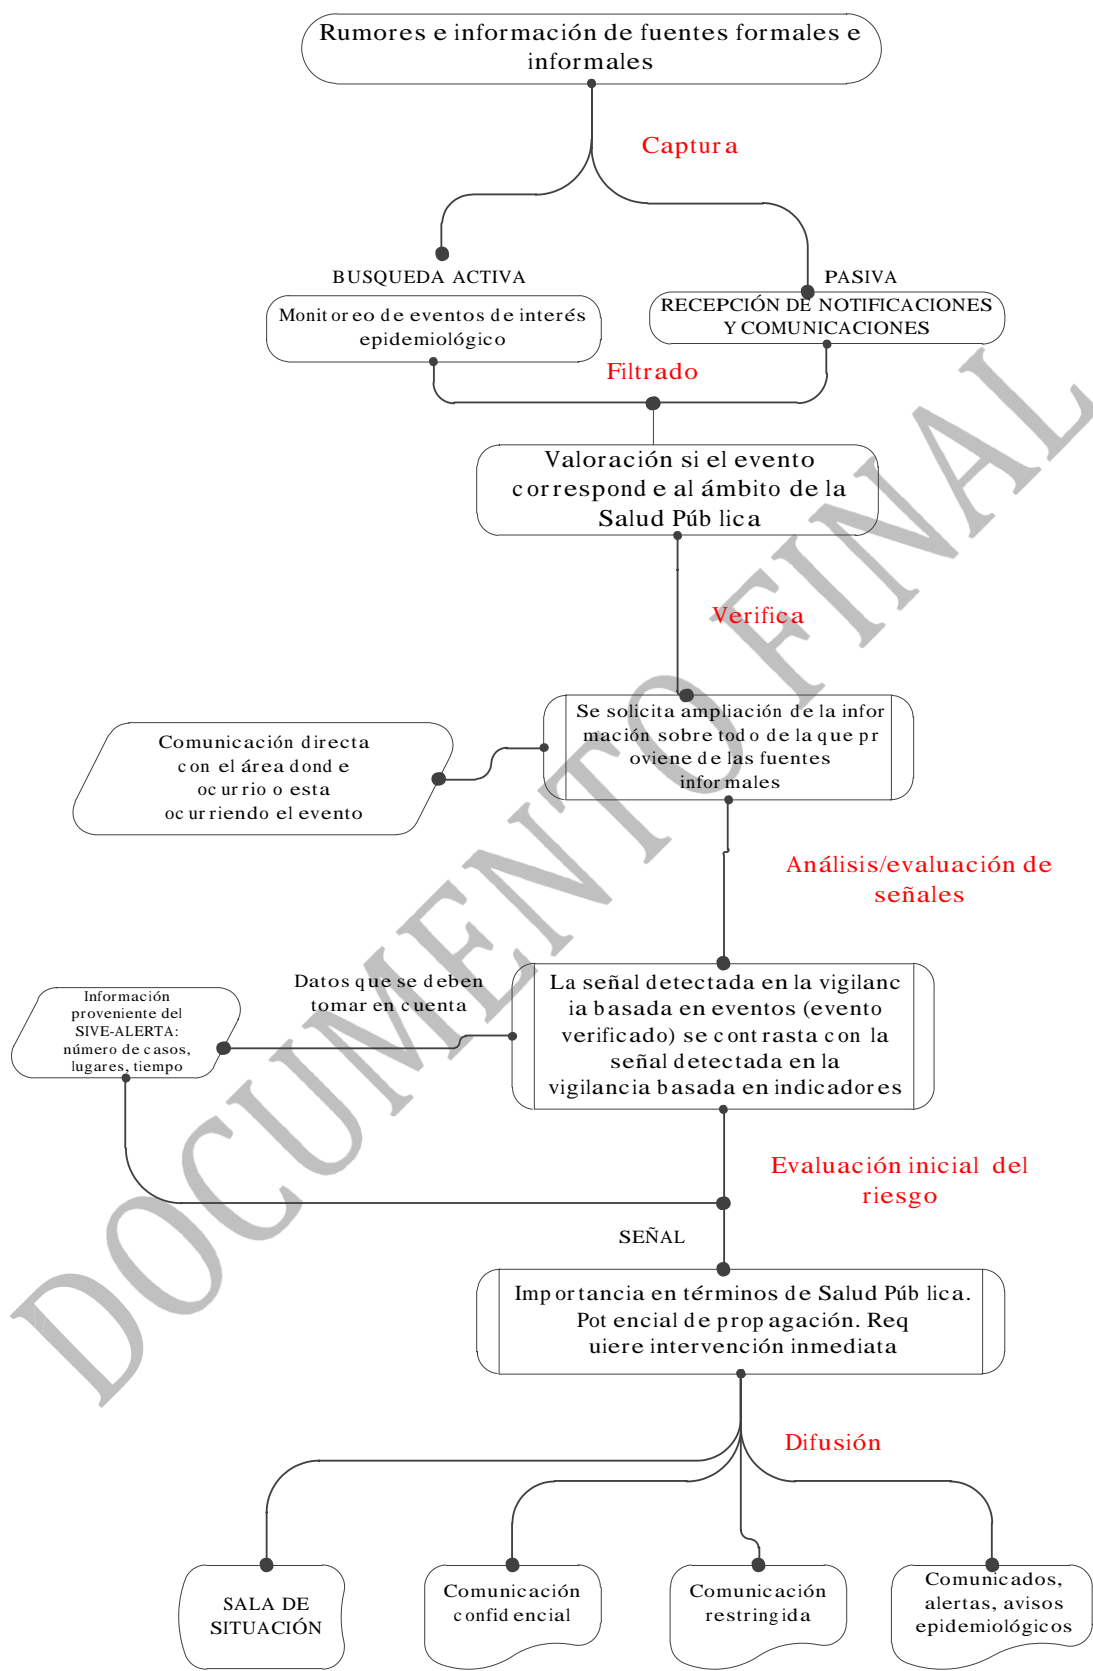 Rumores e información de fuentes formales e
informales
Captura
BUSQUEDA ACTIVA
Monitoreo de eventos de interés
epidemiológico
PASIVA
RECEPCIÓN DE NOTIFICACIONES
Y COMUNICACIONES
Filtrado
Valoración si el evento
corresponde al ámbito de la
Salud Pública
Verifica
Se solicita ampliación de la infor
mación sobre todo de la que pr
oviene de las fuentes
informales
Comunicación directa
con el área donde
ocurrio o esta
ocurriendo el evento
Análisis/evaluación de
señales
Datos que se deben
tomar en cuenta
Información
proveniente del
SIVE-ALERTA:
número de casos,
lugares, tiempo
La señal detectada en la vigilanc
ia basada en eventos (evento
verificado) se contrasta con la
señal detectada en la
vigilancia basada en indicadores
Evaluación inicial del
riesgo
SEÑAL
Importancia en términos de Salud Pública.
Potencial de propagación. Req
uiere intervención inmediata
Difusión
SALA DE
SITUACIÓN
Comunicación
confidencial
Comunicación
restringida
Comunicados,
alertas, avisos
epidemiológicos
DOCUMENTO FINAL